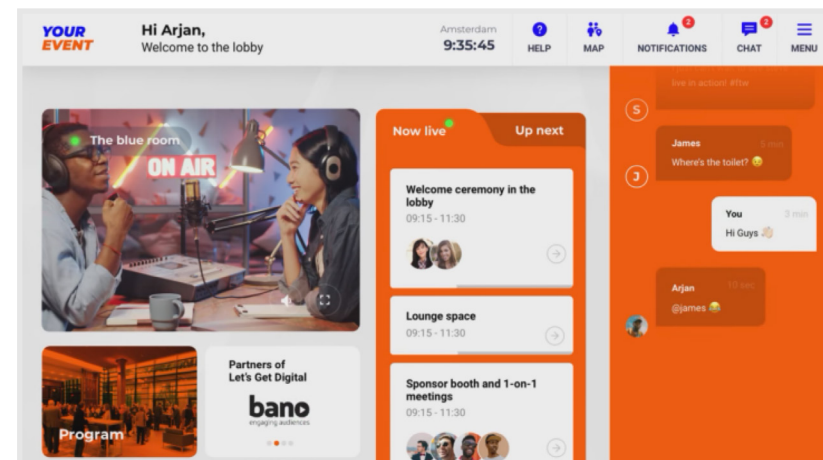 YOUR
EVENT
Hi Arjan,
Welcome to the lobby
Amsterdam
9:35:45
HELP
MAP
2
NOTIFICATIONS
2
CHAT
MENU
The blue room
ON AIR
Program
Partners of
Let's Get Digital
bano
engaging audiences
Now live
Up next
Welcome ceremony in the
lobby
09:15 - 11:30
Lounge space
09:15 - 11:30
Sponsor booth and 1-on-1
meetings
09:15 - 11:30
live in action! #ftw
S
James
5 min
Where's the toilet? 😂
J
You
3 min
Hi Guys 👋🏻
Arjan
10 sec
@james 😂